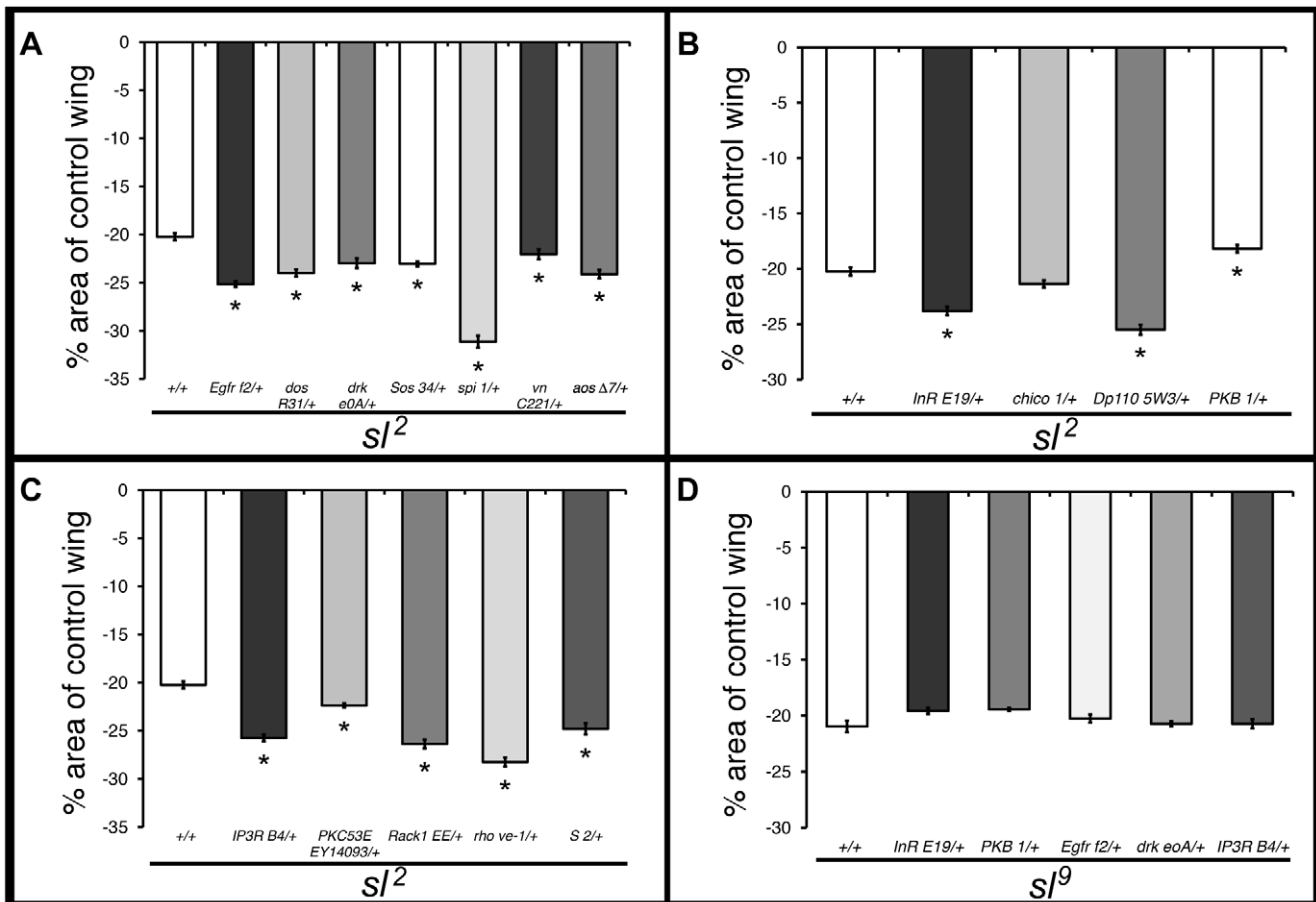 A
% area of control wing
0
-5
-10
-15
-20
-25
-30
-35
* * * * * * *
+/+ Egfr f2/+ dos R31/+ drk e0A/+ Sos 34/+ spi 1/+ vn C221/+ aos Δ7/+
sl²
B
% area of control wing
0
-5
-10
-15
-20
-25
-30
* * *
+/+ InR E19/+ chico 1/+ Dp110 5W3/+ PKB 1/+
sl²
C
% area of control wing
0
-5
-10
-15
-20
-25
-30
-35
* * * * *
+/+ IP3R B4/+ PKC53E EY14093/+ Rack1 EE/+ rho ve-1/+ S 2/+
sl²
D
% area of control wing
0
-5
-10
-15
-20
-25
-30
+/+ InR E19/+ PKB 1/+ Egfr f2/+ drk eoA/+ IP3R B4/+
sl⁹